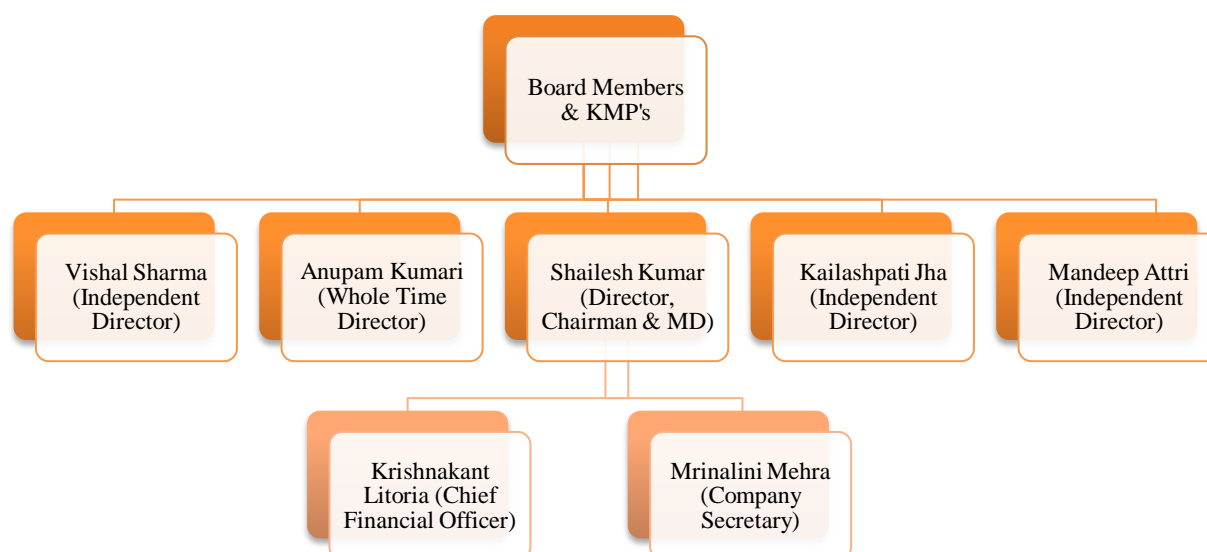 Board Members
& KMP's
Vishal Sharma
(Independent
Director)
Anupam Kumari
(Whole Time
Director)
Shailesh Kumar
(Director,
Chairman & MD)
Kailashpati Jha
(Independent
Director)
Mandeep Attri
(Independent
Director)
Krishnakant
Litoria (Chief
Financial Officer)
Mrinalini Mehra
(Company
Secretary)